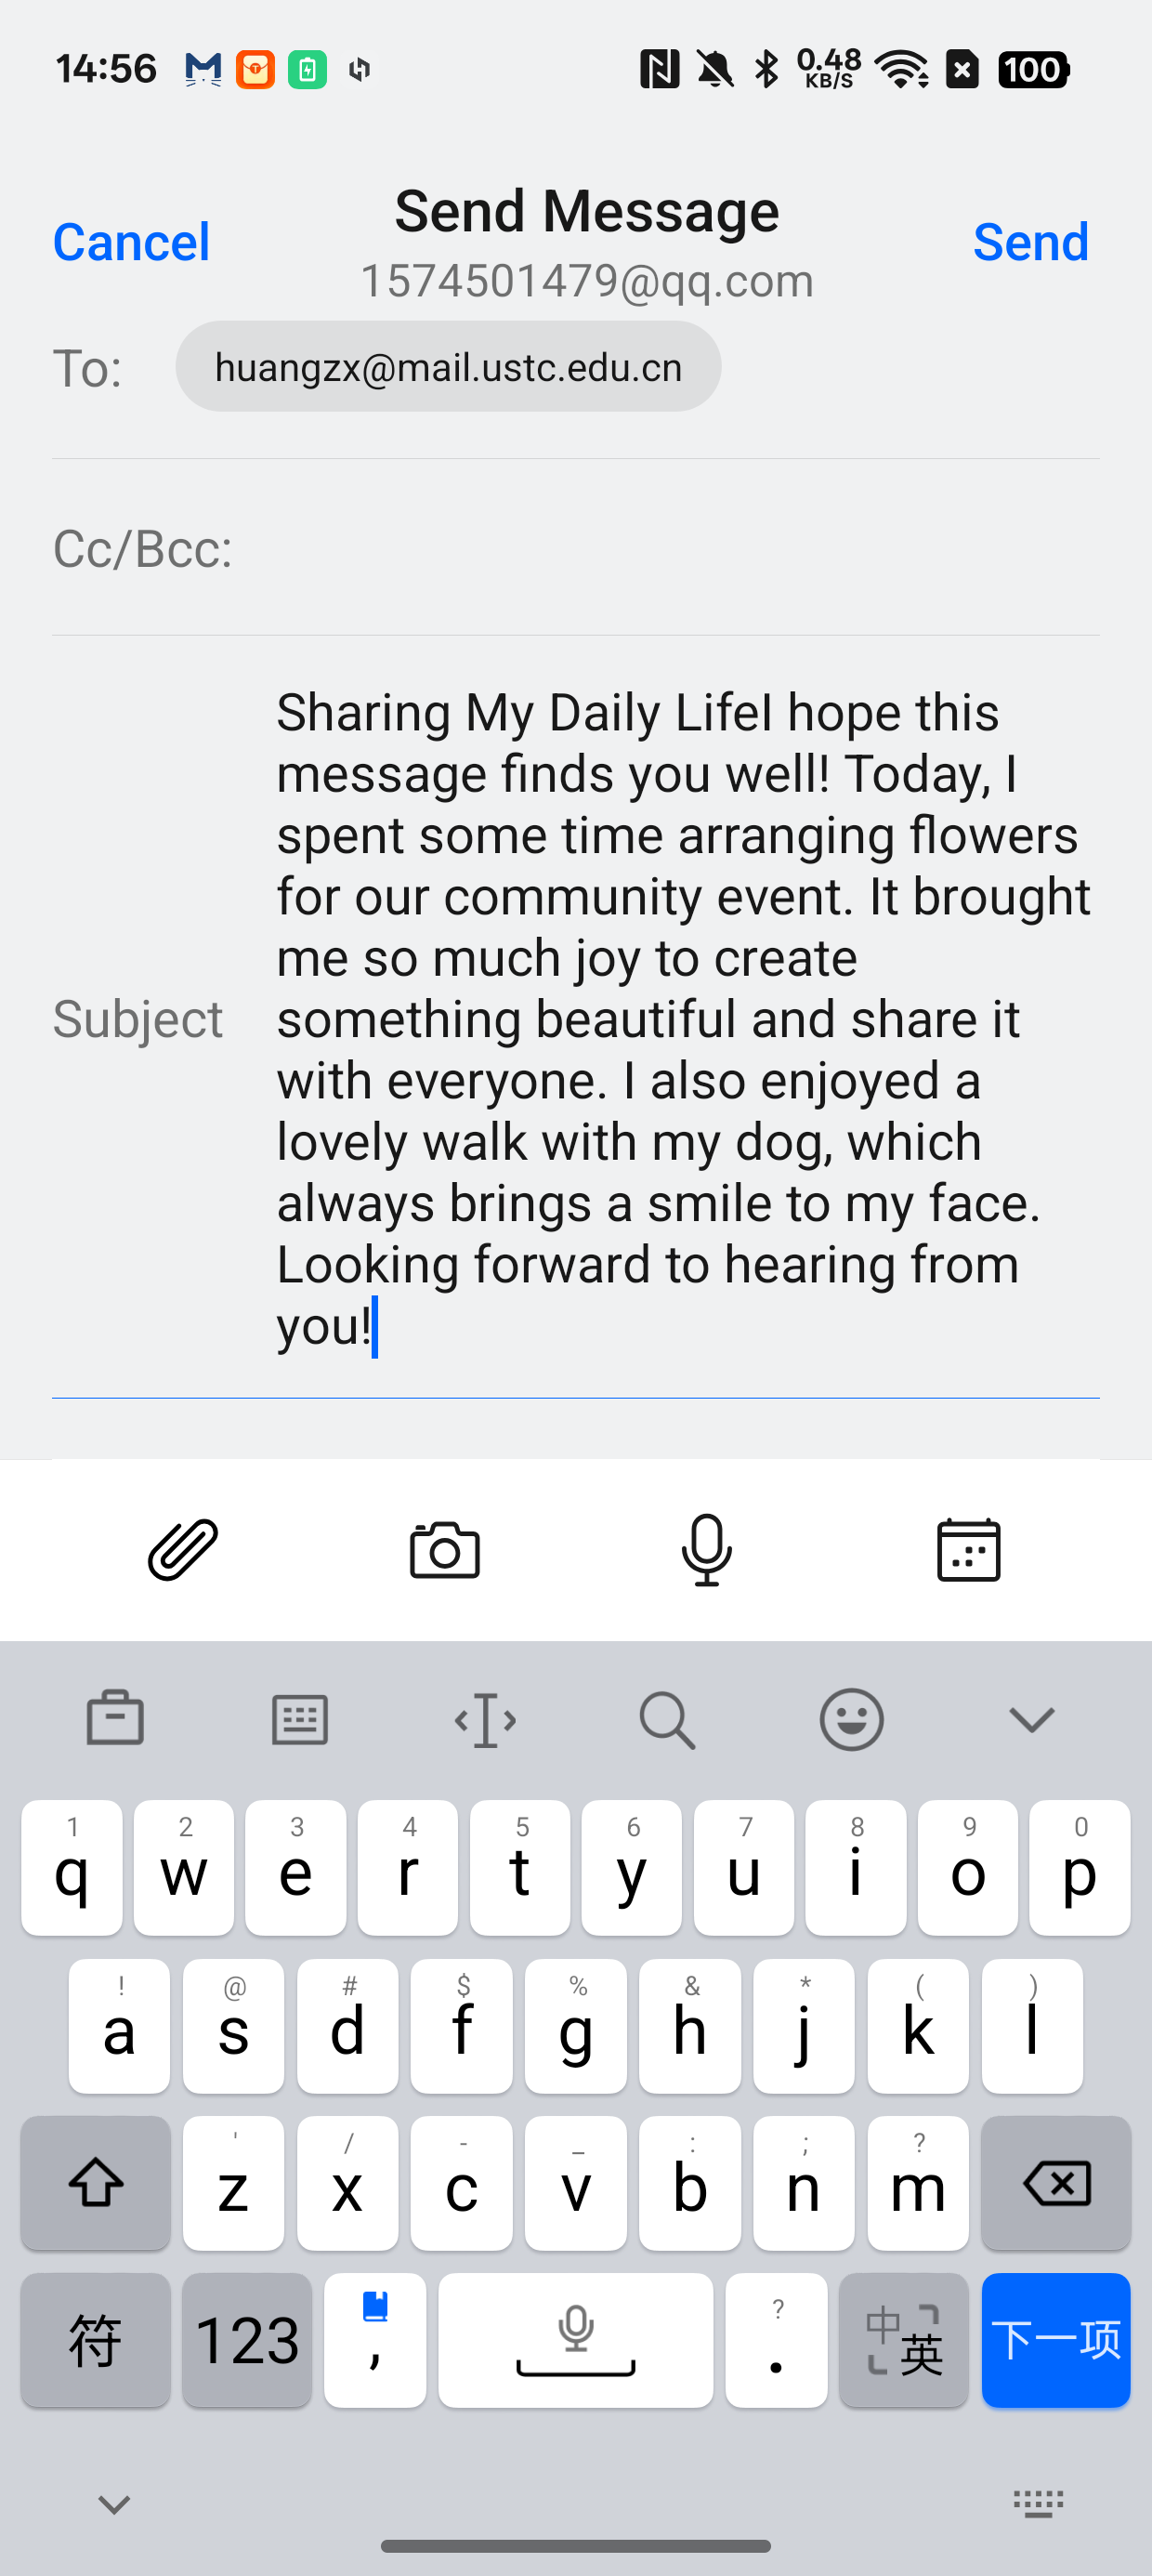 14:56 0.48 KB/S 100
Send Message
Cancel Send
1574501479@qq.com
To: huangzx@mail.ustc.edu.cn
Cc/Bcc:
Subject
Sharing My Daily LifeI hope this
message finds you well! Today, I
spent some time arranging flowers
for our community event. It brought
me so much joy to create
something beautiful and share it
with everyone. I also enjoyed a
lovely walk with my dog, which
always brings a smile to my face.
Looking forward to hearing from
you!
1 2 3 4 5 6 7 8 9 0
q w e r t y u i o p
! @ # $ % & * ( )
a s d f g h j k l
' / - _ : ; ?
z x c v b n m
符 123 , ? . 中 英 下一项